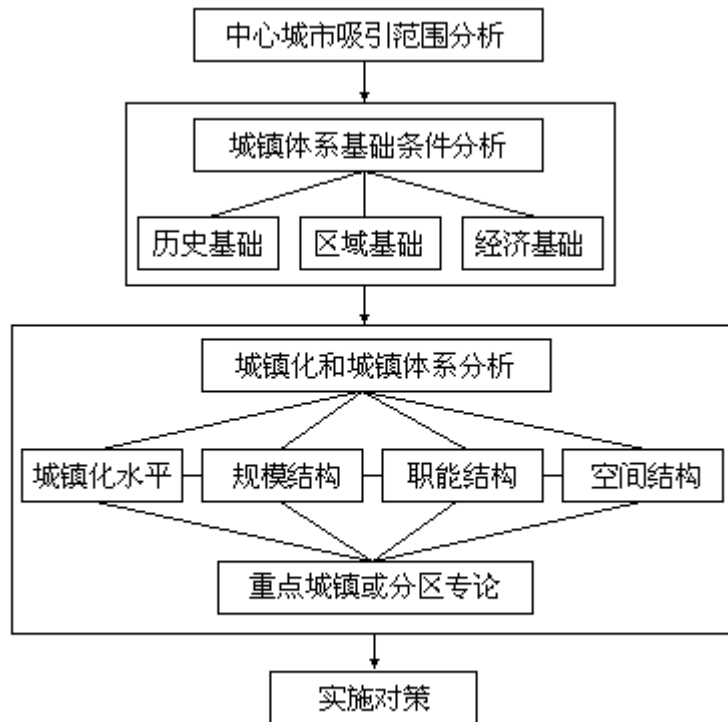 中心城市吸引范围分析
城镇体系基础条件分析
历史基础
区域基础
经济基础
城镇化和城镇体系分析
城镇化水平
规模结构
职能结构
空间结构
重点城镇或分区专论
实施对策